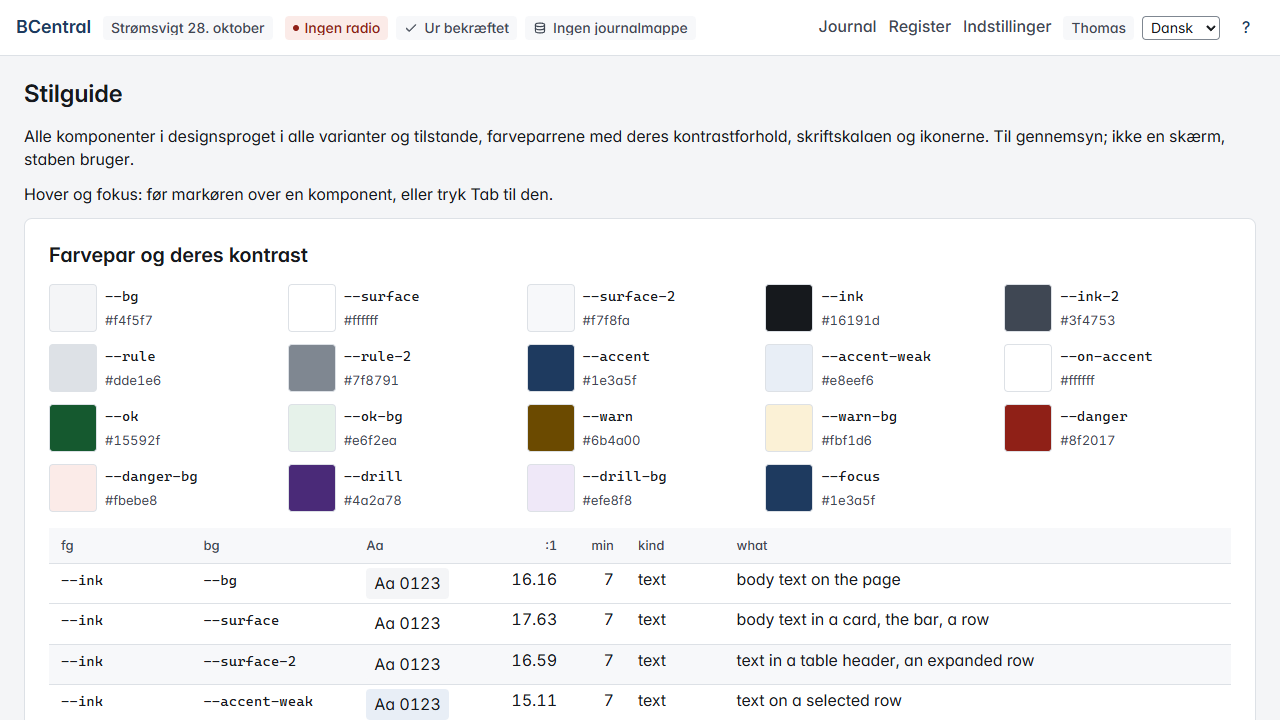 BCentral Strømsvigt 28. oktober Ingen radio Ur bekræftet Ingen journalmappe Journal Register Indstillinger Thomas Dansk ?
Stilguide
Alle komponenter i designsproget i alle varianter og tilstande, farveparrene med deres kontrastforhold, skriftskalaen og ikonerne. Til gennemsyn; ikke en skærm,
staben bruger.
Hover og fokus: før markøren over en komponent, eller tryk Tab til den.
Farvepar og deres kontrast
--bg --surface --surface-2 --ink --ink-2
#f4f5f7 #ffffff #f7f8fa #16191d #3f4753
--rule --rule-2 --accent --accent-weak --on-accent
#dde1e6 #7f8791 #1e3a5f #e8eef6 #ffffff
--ok --ok-bg --warn --warn-bg --danger
#15592f #e6f2ea #6b4a00 #fbf1d6 #8f2017
--danger-bg --drill --drill-bg --focus
#fbebe8 #4a2a78 #efe8f8 #1e3a5f
fg bg Aa :1 min kind what
--ink --bg Aa 0123 16.16 7 text body text on the page
--ink --surface Aa 0123 17.63 7 text body text in a card, the bar, a row
--ink --surface-2 Aa 0123 16.59 7 text text in a table header, an expanded row
--ink --accent-weak Aa 0123 15.11 7 text text on a selected row